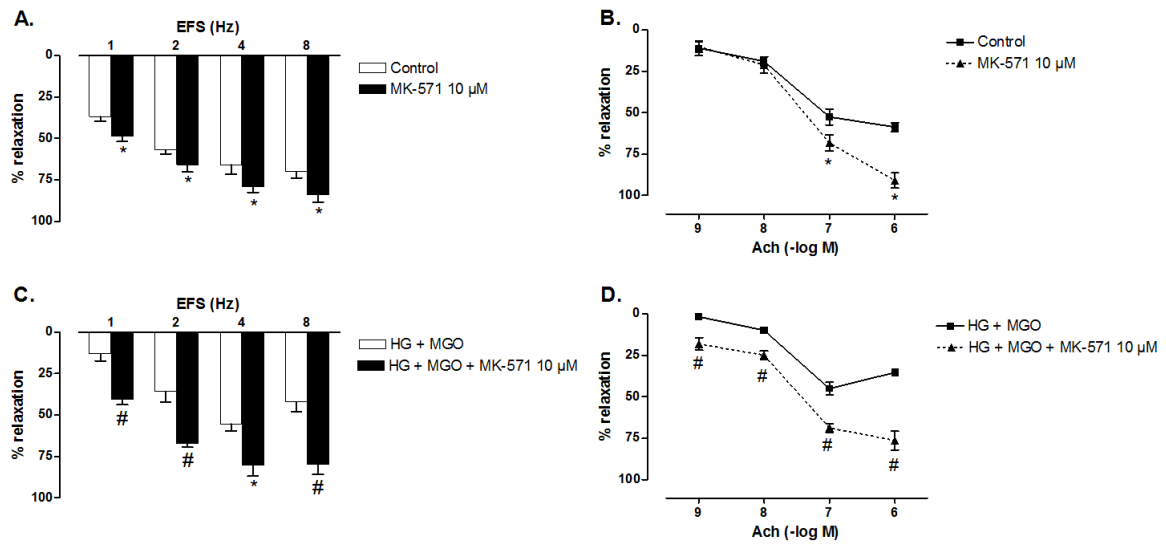 A.
EFS (Hz)
1 2 4 8
0
25
50
75
100
% relaxation
Control
MK-571 10 µM
* * * *
B.
0
25
50
75
100
% relaxation
Control
MK-571 10 µM
* *
9 8 7 6
Ach (-log M)
C.
EFS (Hz)
1 2 4 8
0
25
50
75
100
% relaxation
HG + MGO
HG + MGO + MK-571 10 µM
# # * #
D.
0
25
50
75
100
% relaxation
HG + MGO
HG + MGO + MK-571 10 µM
# # # #
9 8 7 6
Ach (-log M)